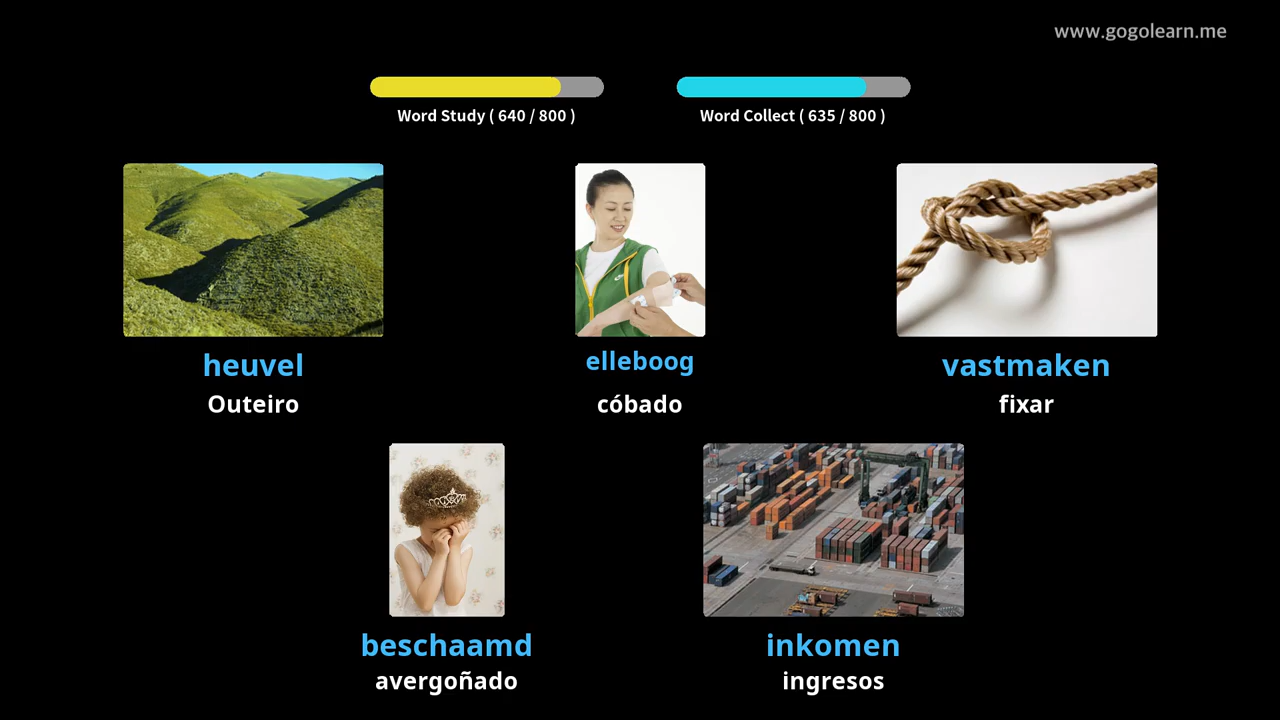 www.gogolearn.me
Word Study ( 640 / 800 )
Word Collect ( 635 / 800 )
heuvel
Outeiro
elleboog
cóbado
vastmaken
fixar
beschaamd
avergoñado
inkomen
ingresos